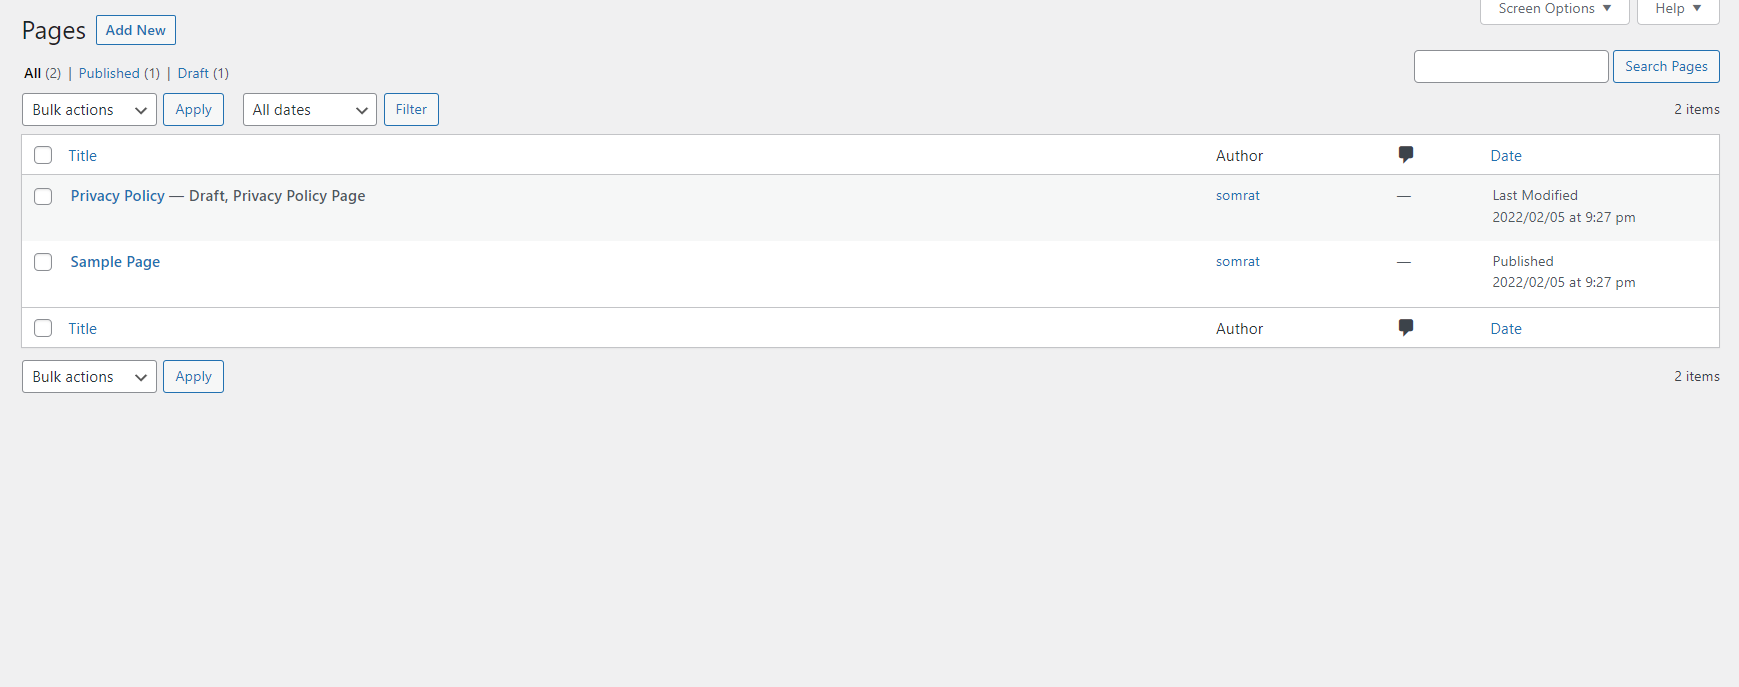 Screen Options ▼ Help ▼
Pages Add New
All (2) | Published (1) | Draft (1)
Search Pages
Bulk actions Apply All dates Filter 2 items
Title Author Date
Privacy Policy — Draft, Privacy Policy Page somrat — Last Modified
2022/02/05 at 9:27 pm
Sample Page somrat — Published
2022/02/05 at 9:27 pm
Title Author Date
Bulk actions Apply 2 items